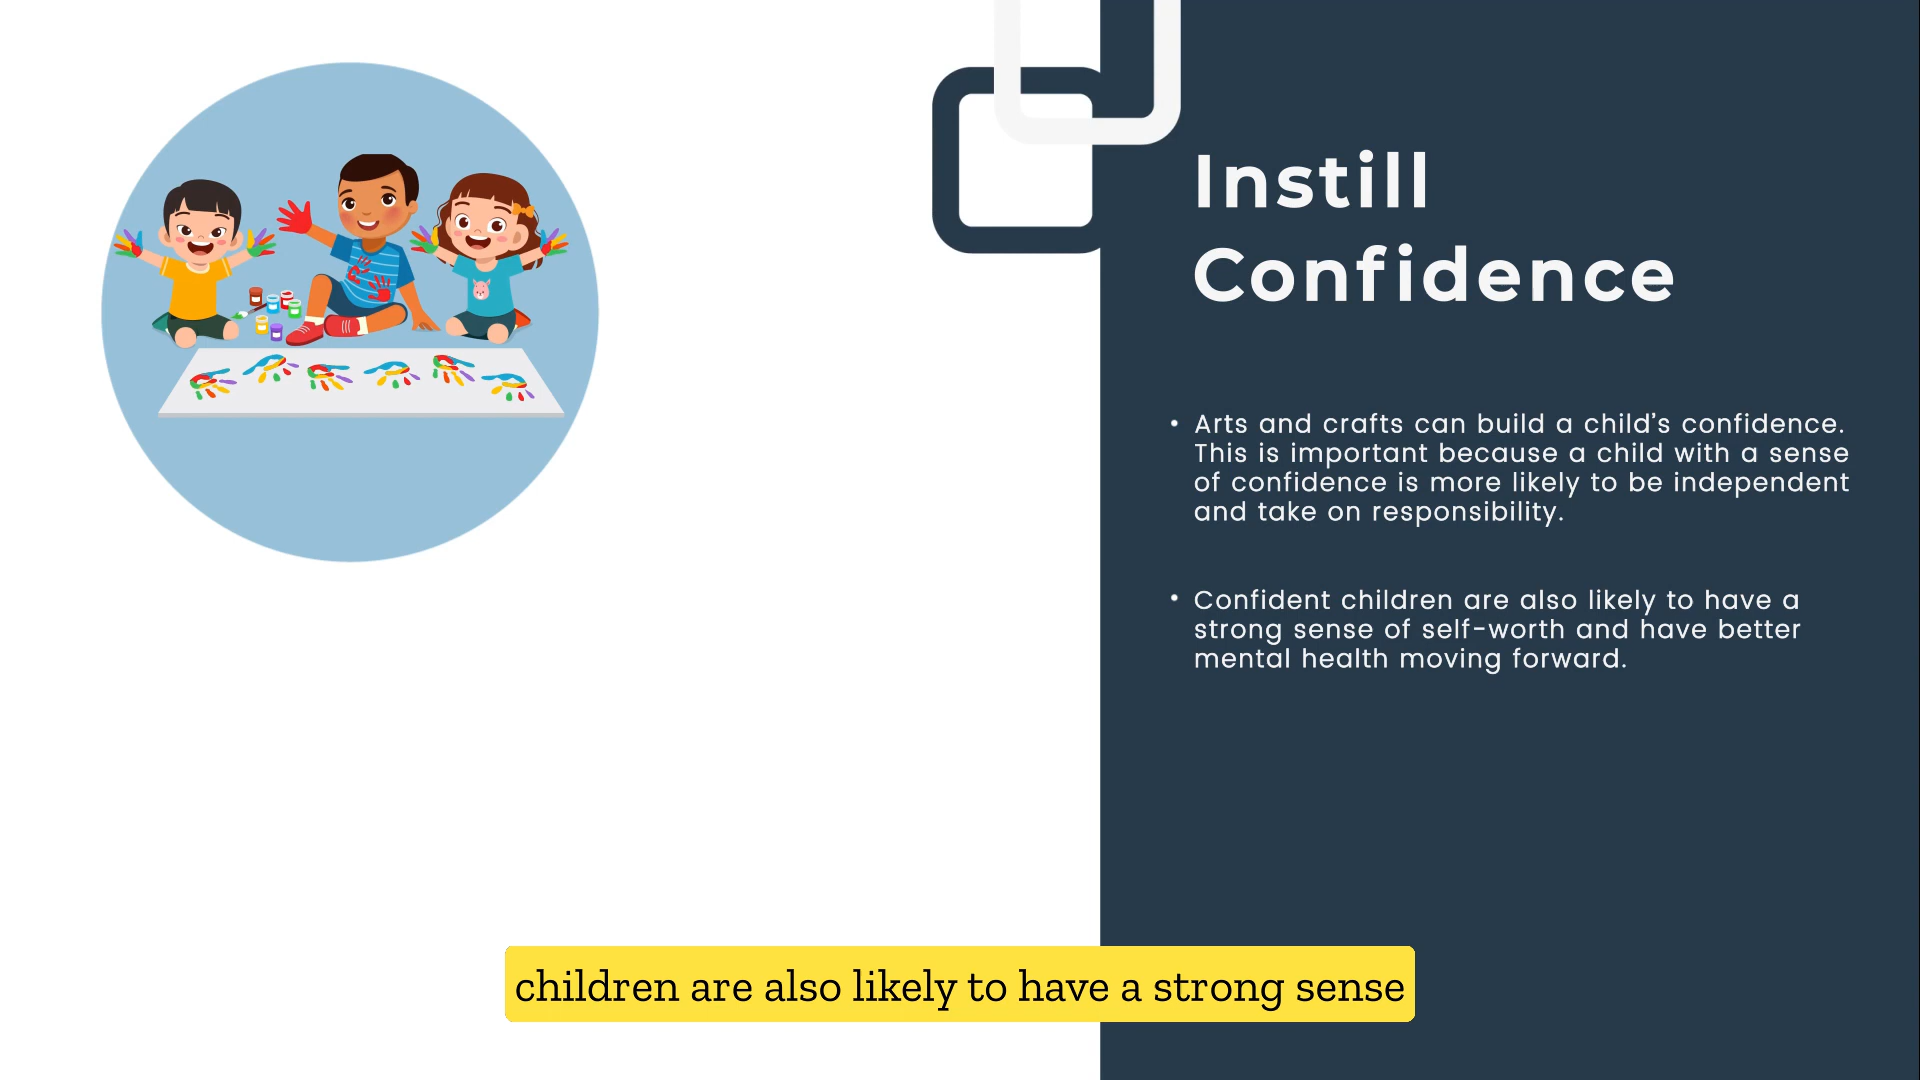 Instill
Confidence
• Arts and crafts can build a child's confidence.
This is important because a child with a sense
of confidence is more likely to be independent
and take on responsibility.
• Confident children are also likely to have a
strong sense of self-worth and have better
mental health moving forward.
children are also likely to have a strong sense